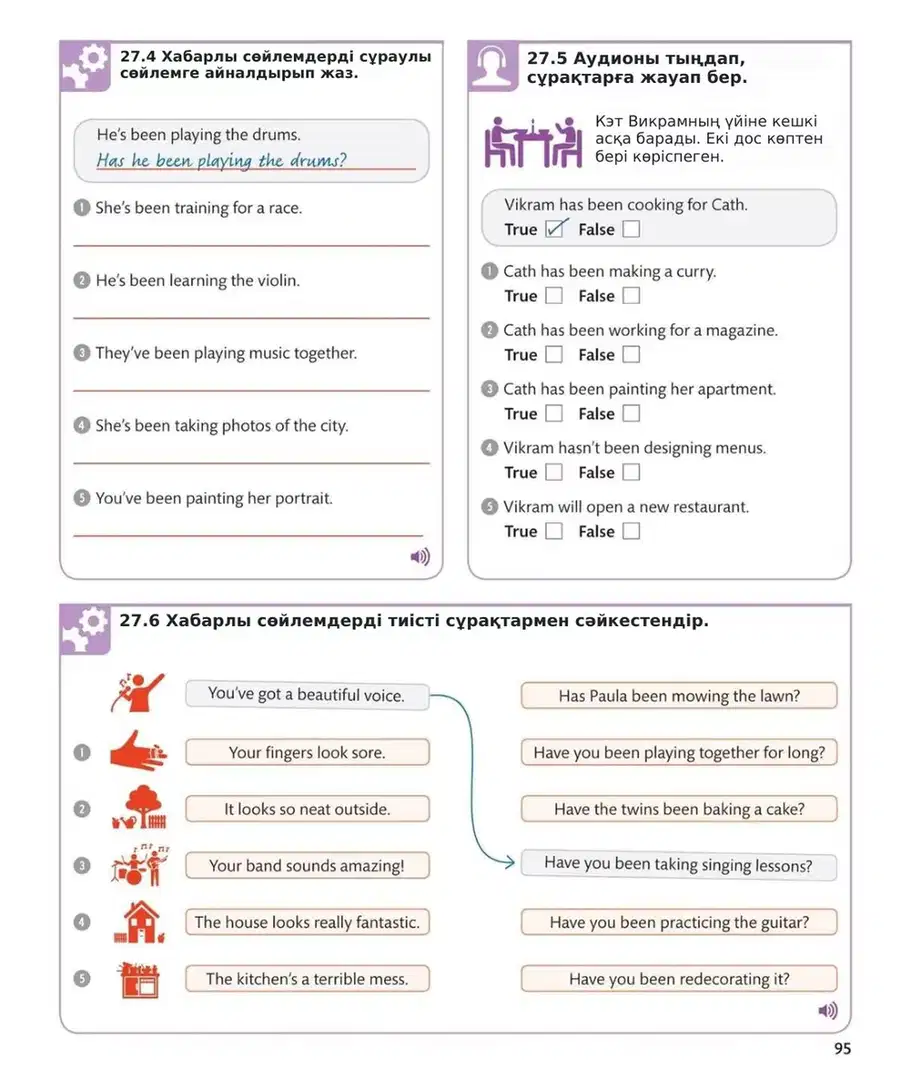 27.4 Хабарлы сөйлемдерді сұраулы
сөйлемге айналдырып жаз.
He's been playing the drums.
Has he been playing the drums?
1 She's been training for a race.
2 He's been learning the violin.
3 They've been playing music together.
4 She's been taking photos of the city.
5 You've been painting her portrait.
27.5 Аудионы тыңдап,
сұрақтарға жауап бер.
Кэт Викрамның үйіне кешкі
асқа барады. Екі дос көптен
бері көріспеген.
Vikram has been cooking for Cath.
True False
1 Cath has been making a curry.
True False
2 Cath has been working for a magazine.
True False
3 Cath has been painting her apartment.
True False
4 Vikram hasn't been designing menus.
True False
5 Vikram will open a new restaurant.
True False
27.6 Хабарлы сөйлемдерді тиісті сұрақтармен сәйкестендір.
You've got a beautiful voice. Has Paula been mowing the lawn?
1 Your fingers look sore. Have you been playing together for long?
2 It looks so neat outside. Have the twins been baking a cake?
3 Your band sounds amazing! Have you been taking singing lessons?
4 The house looks really fantastic. Have you been practicing the guitar?
5 The kitchen's a terrible mess. Have you been redecorating it?
95